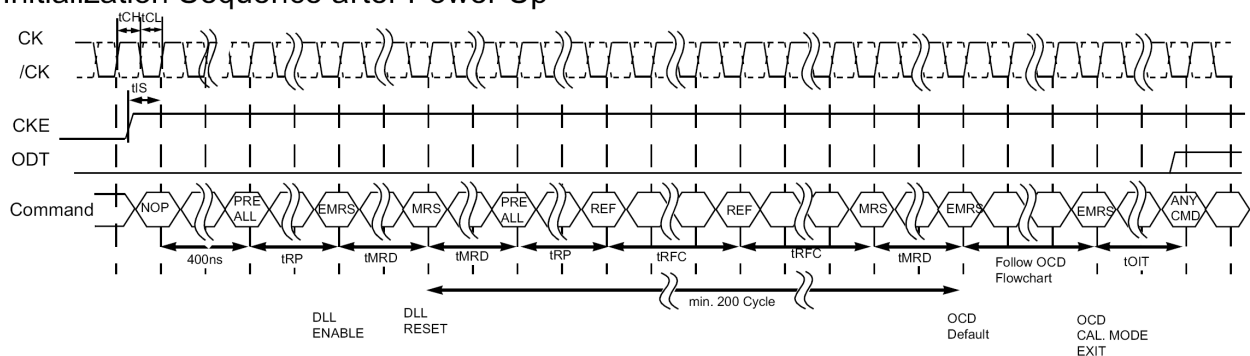 Initialization Sequence after Power Up
tCH tCL
CK
/CK
tIS
CKE
ODT
Command
NOP
PRE
ALL
EMRS
MRS
PRE
ALL
REF
REF
MRS
EMRS
EMRS
ANY
CMD
400ns
tRP
tMRD
tMRD
tRP
tRFC
tRFC
tMRD
Follow OCD
Flowchart
tOIT
min. 200 Cycle
DLL
ENABLE
DLL
RESET
OCD
Default
OCD
CAL. MODE
EXIT